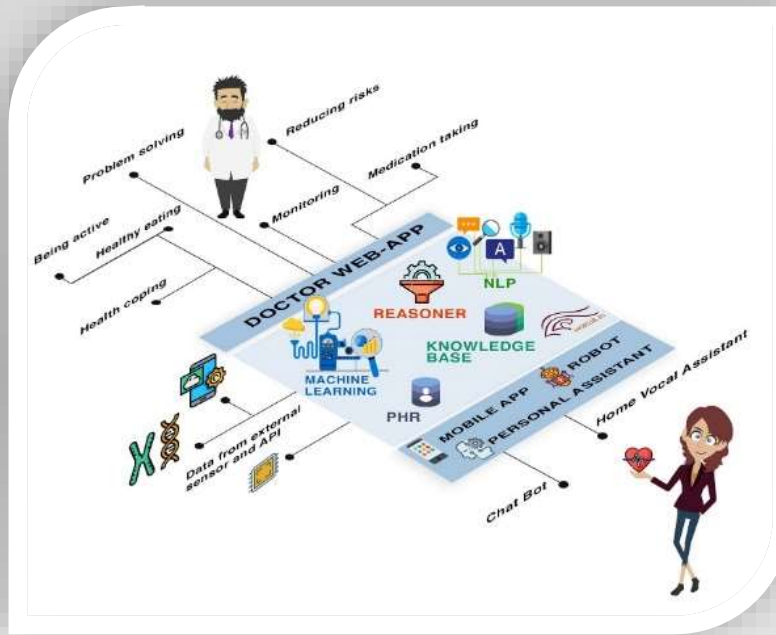 Reducing risks
Problem solving
Medication taking
Monitoring
Being active
Healthy eating
Health coping
DOCTOR WEB-APP
A
NLP
REASONER
KNOWLEDGE
BASE
MACHINE
LEARNING
PHR
MOBILE APP
ROBOT
PERSONAL ASSISTANT
Home Vocal Assistant
Data from external
sensor and API
Chat Bot